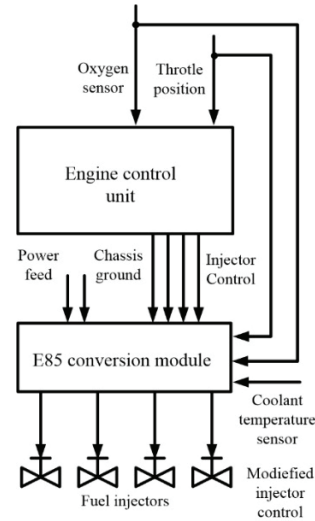 Oxygen
sensor
Throtle
position
Engine control
unit
Power
feed
Chassis
ground
Injector
Control
E85 conversion module
Coolant
temperature
sensor
Fuel injectors
Modiefied
injector
control